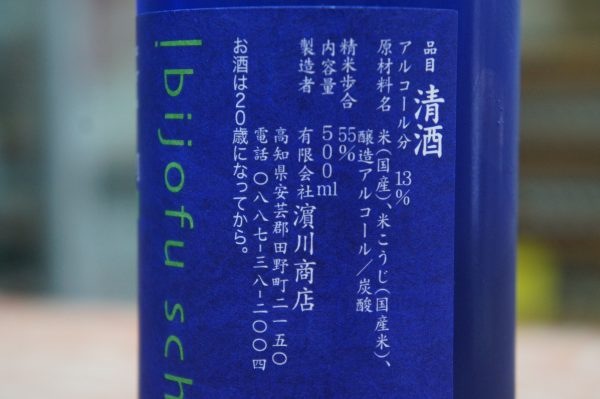 品目 清酒
アルコール分 13%
原材料名 米(国産)、米こうじ(国産米)、
醸造アルコール／炭酸
精米歩合 55%
内容量 500ml
製造者 有限会社 濵川商店
高知県安芸郡田野町二一五〇
電話 〇八八七-三八-二〇〇四
お酒は20歳になってから。
bijofu sch